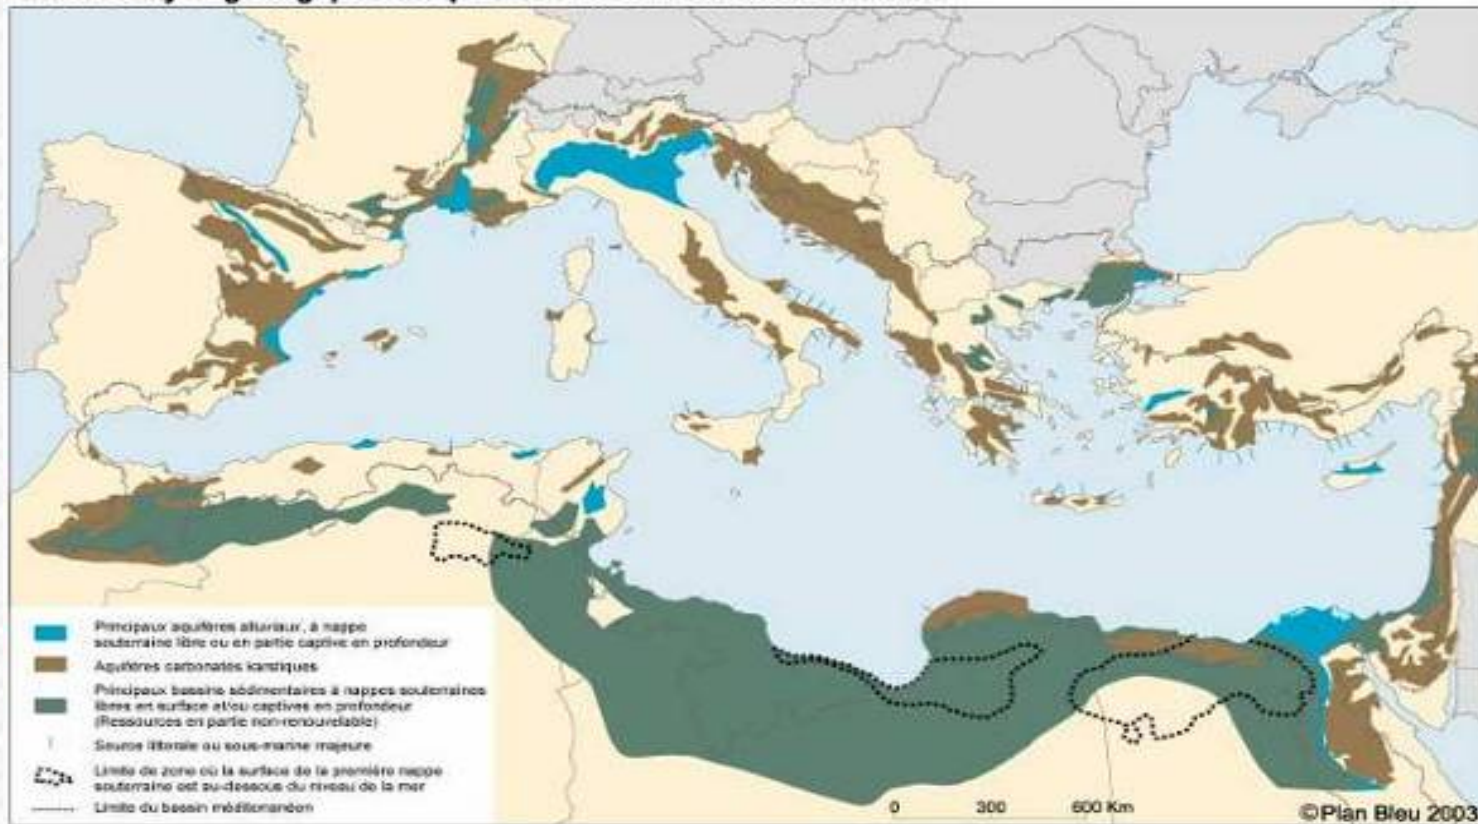 Principaux aquifères alluviaux, à nappe
souterraine libre ou en partie captive en profondeur
Aquifères carbonatés karstiques
Principaux bassins sédimentaires à nappes souterraines
libres en surface et/ou captives en profondeur
(Ressources en partie non-renouvelable)
Source littorale ou sous-marine majeure
Limite de zone où la surface de la première nappe
souterraine est au-dessous du niveau de la mer
Limite du bassin méditerranéen
0 300 600 Km
©Plan Bleu 2003